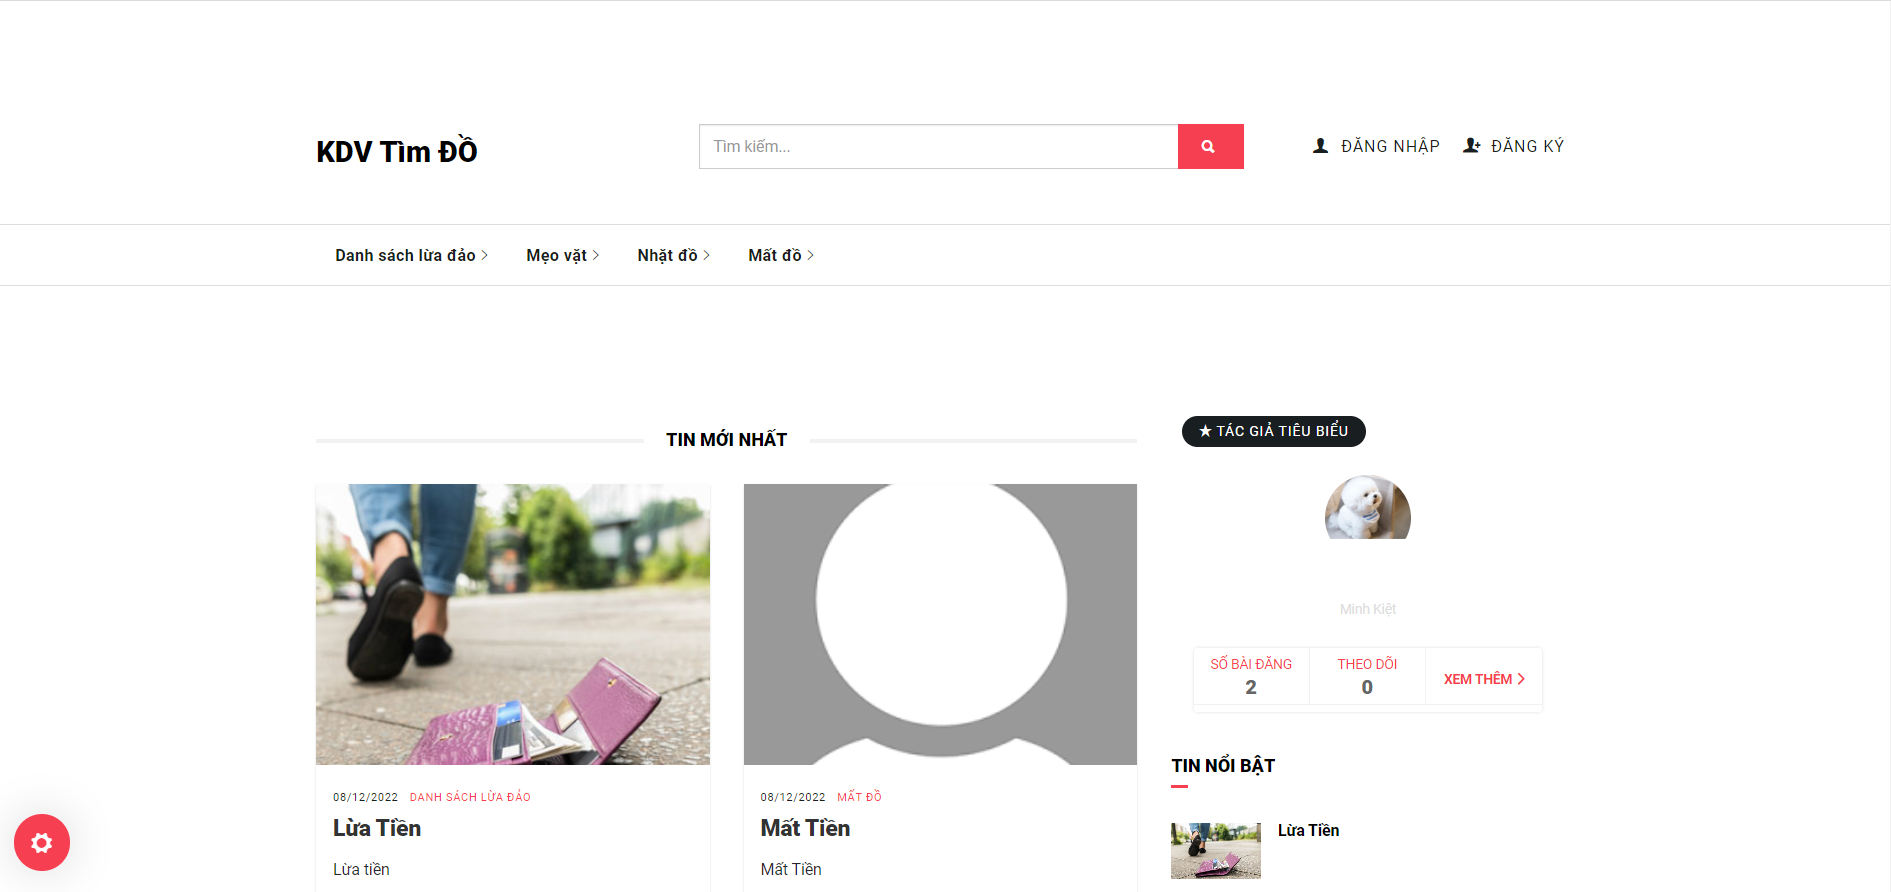 KDV Tìm ĐỒ
Tìm kiếm...
ĐĂNG NHẬP
ĐĂNG KÝ
Danh sách lừa đảo
Mẹo vặt
Nhặt đồ
Mất đồ
TIN MỚI NHẤT
08/12/2022 DANH SÁCH LỪA ĐẢO
Lừa Tiền
Lừa tiền
08/12/2022 MẤT ĐỒ
Mất Tiền
Mất Tiền
★ TÁC GIẢ TIÊU BIỂU
Minh Kiệt
SỐ BÀI ĐĂNG
2
THEO DÕI
0
XEM THÊM
TIN NỔI BẬT
Lừa Tiền